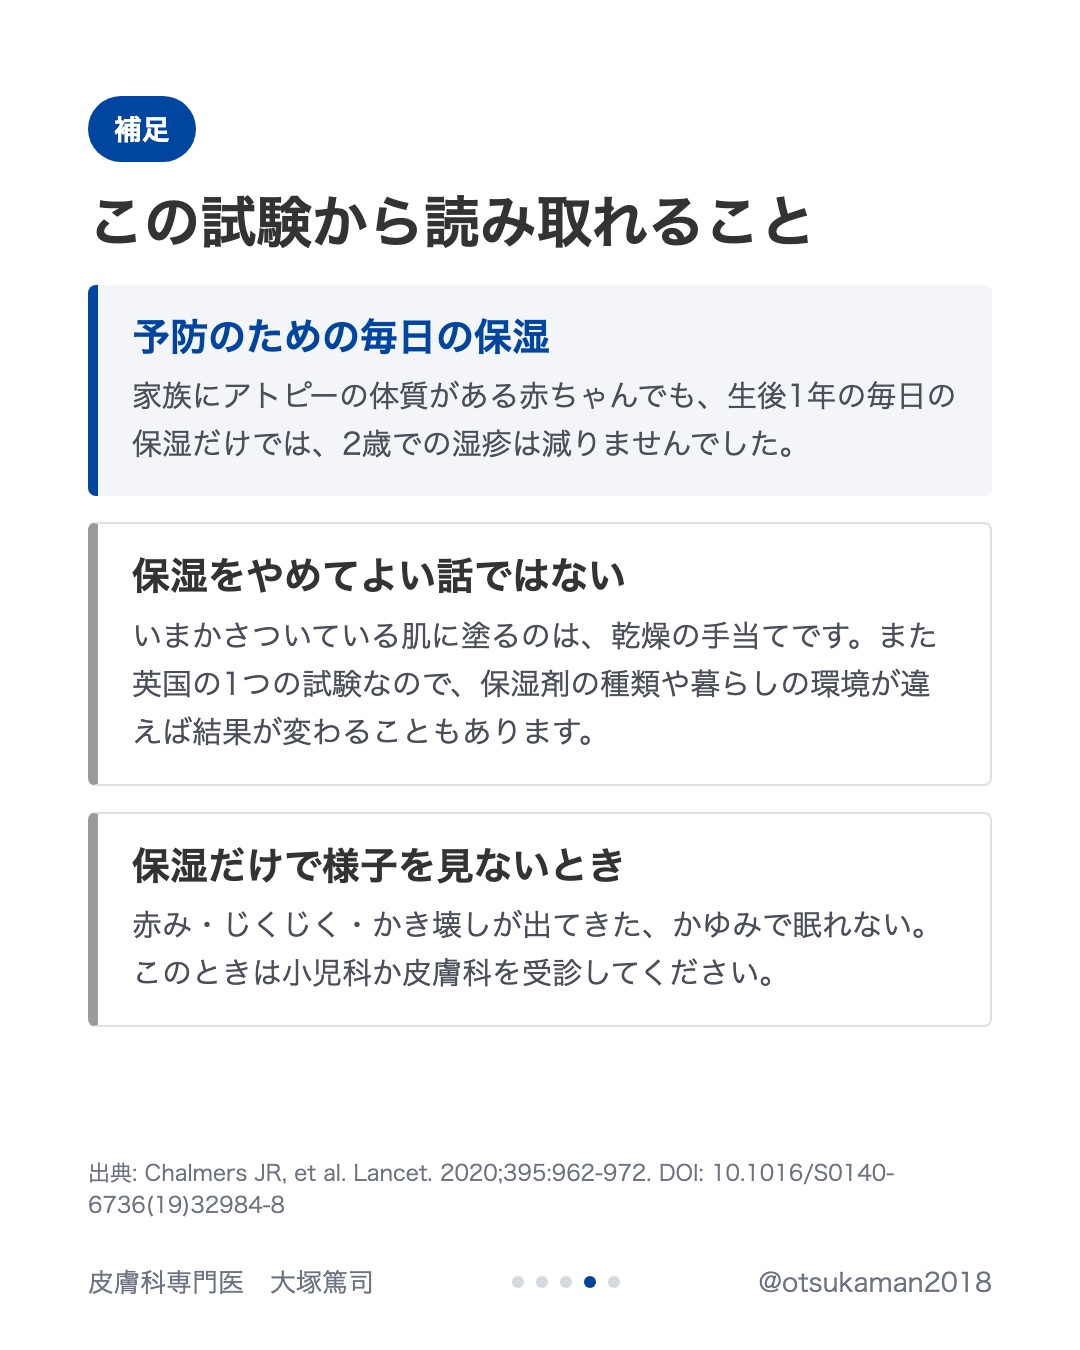 補足
この試験から読み取れること
予防のための毎日の保湿
家族にアトピーの体質がある赤ちゃんでも、生後1年の毎日の
保湿だけでは、2歳での湿疹は減りませんでした。
保湿をやめてよい話ではない
いまかさついている肌に塗るのは、乾燥の手当てです。また
英国の1つの試験なので、保湿剤の種類や暮らしの環境が違
えば結果が変わることもあります。
保湿だけで様子を見ないとき
赤み・じくじく・かき壊しが出てきた、かゆみで眠れない。
このときは小児科か皮膚科を受診してください。
出典: Chalmers JR, et al. Lancet. 2020;395:962-972. DOI: 10.1016/S0140-
6736(19)32984-8
皮膚科専門医　大塚篤司
@otsukaman2018